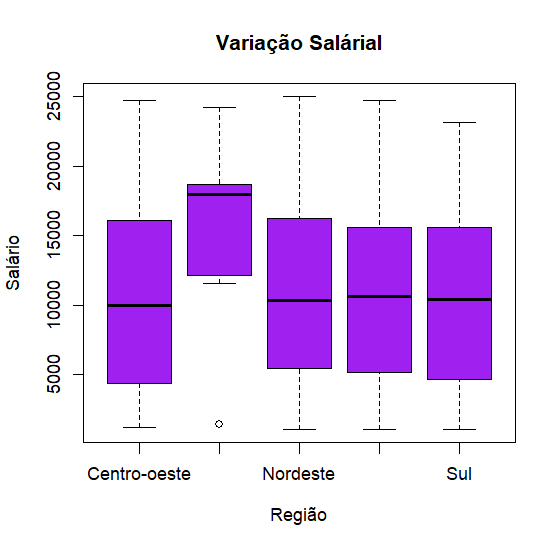 Variação Salárial
Salário
25000
20000
15000
10000
5000
Centro-oeste Nordeste Sul
Região